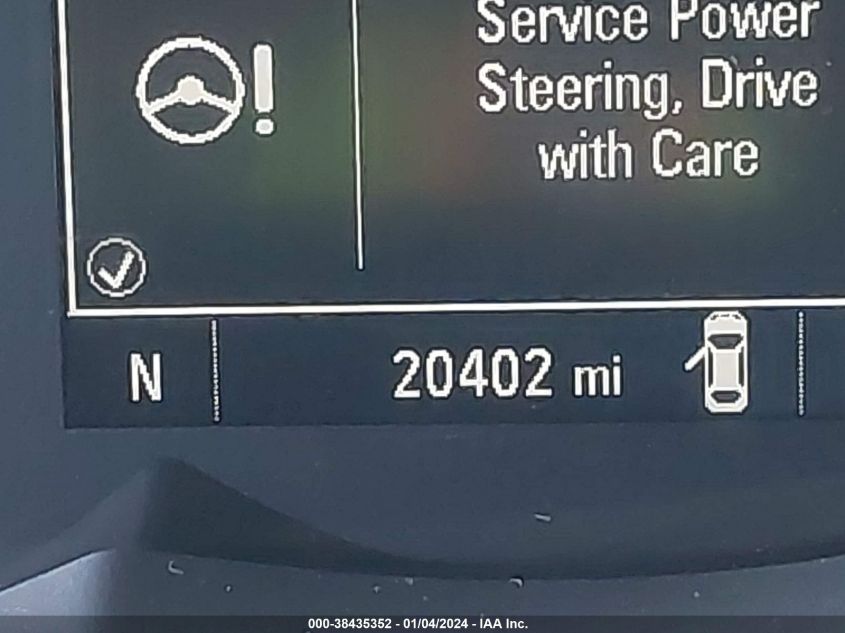 Service Power
Steering, Drive
with Care
N
20402 mi
000-38435352 - 01/04/2024 - IAA Inc.